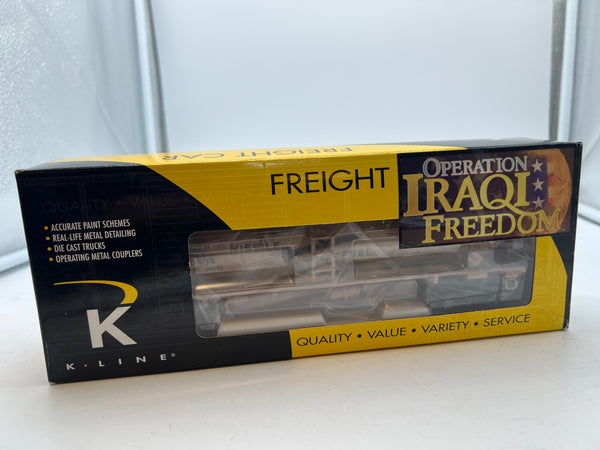 FREIGHT CAR
QUALITY • VALUE •
FREIGHT
OPERATION
IRAQI
FREEDOM
• ACCURATE PAINT SCHEMES
• REAL-LIFE METAL DETAILING
• DIE CAST TRUCKS
• OPERATING METAL COUPLERS
K
K • LINE®
QUALITY • VALUE • VARIETY • SERVICE